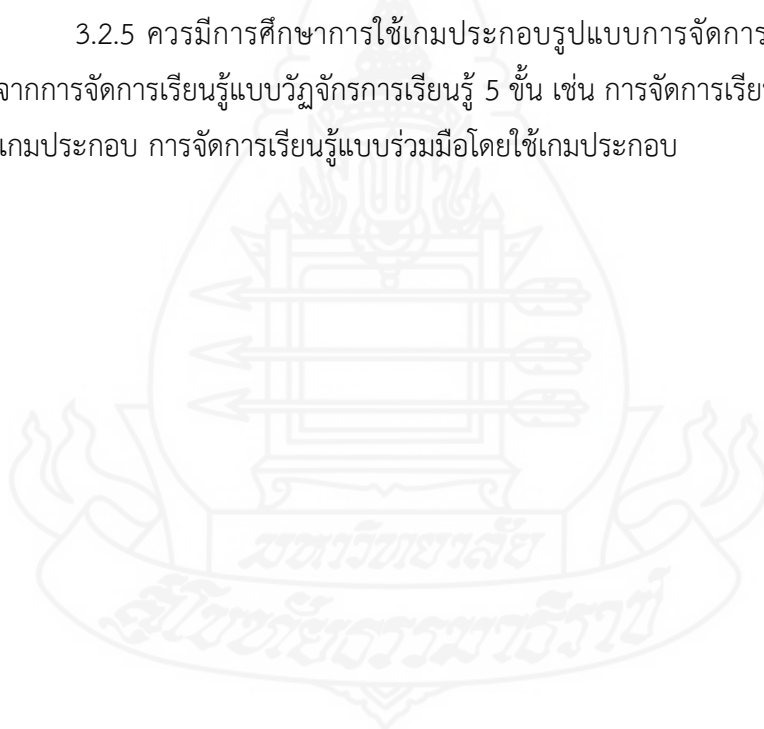 3.2.5 ควรมีการศึกษาการใช้เกมประกอบรูปแบบการจัดการ
จากการจัดการเรียนรู้แบบวัฏจักรการเรียนรู้ 5 ขั้น เช่น การจัดการเรียน
เกมประกอบ การจัดการเรียนรู้แบบร่วมมือโดยใช้เกมประกอบ
มหาวิทยาลัย
สุโขทัยธรรมาธิราช